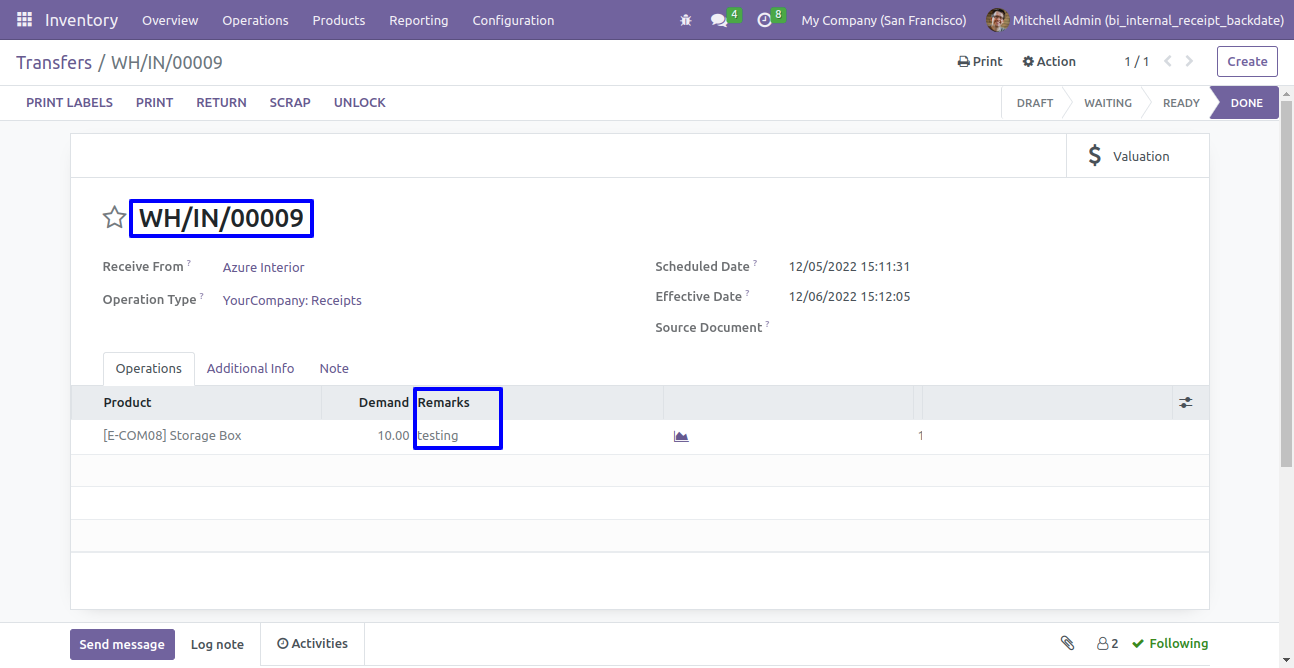 Inventory Overview Operations Products Reporting Configuration 4 8 My Company (San Francisco) Mitchell Admin (bi_internal_receipt_backdate)
Transfers / WH/IN/00009 Print Action 1 / 1 Create
PRINT LABELS PRINT RETURN SCRAP UNLOCK DRAFT WAITING READY DONE
$ Valuation
WH/IN/00009
Receive From ? Azure Interior Scheduled Date ? 12/05/2022 15:11:31
Operation Type ? YourCompany: Receipts Effective Date ? 12/06/2022 15:12:05
Source Document ?
Operations Additional Info Note
Product Demand Remarks
[E-COM08] Storage Box 10.00 testing 1
Send message Log note Activities 2 Following